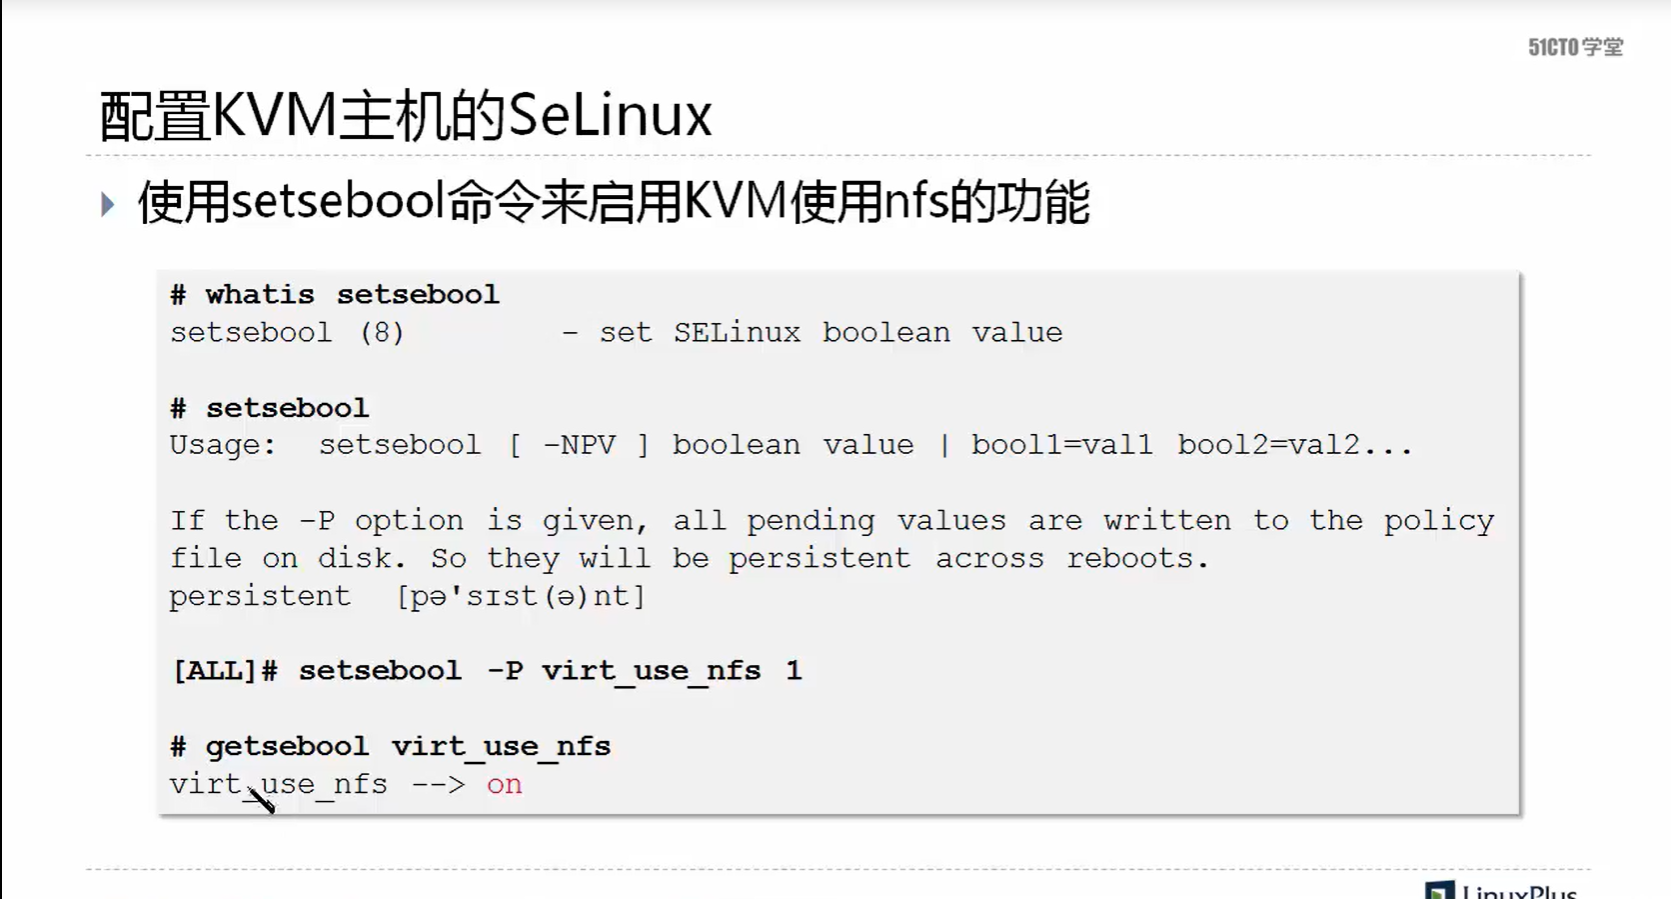 51CTO学堂
配置KVM主机的SeLinux
使用setsebool命令来启用KVM使用nfs的功能
# whatis setsebool
setsebool (8)        - set SELinux boolean value
# setsebool
Usage:  setsebool [ -NPV ] boolean value | bool1=val1 bool2=val2...
If the -P option is given, all pending values are written to the policy
file on disk. So they will be persistent across reboots.
persistent  [pə'sɪst(ə)nt]
[ALL]# setsebool -P virt_use_nfs 1
# getsebool virt_use_nfs
virt_use_nfs --> on
LinuxPlus